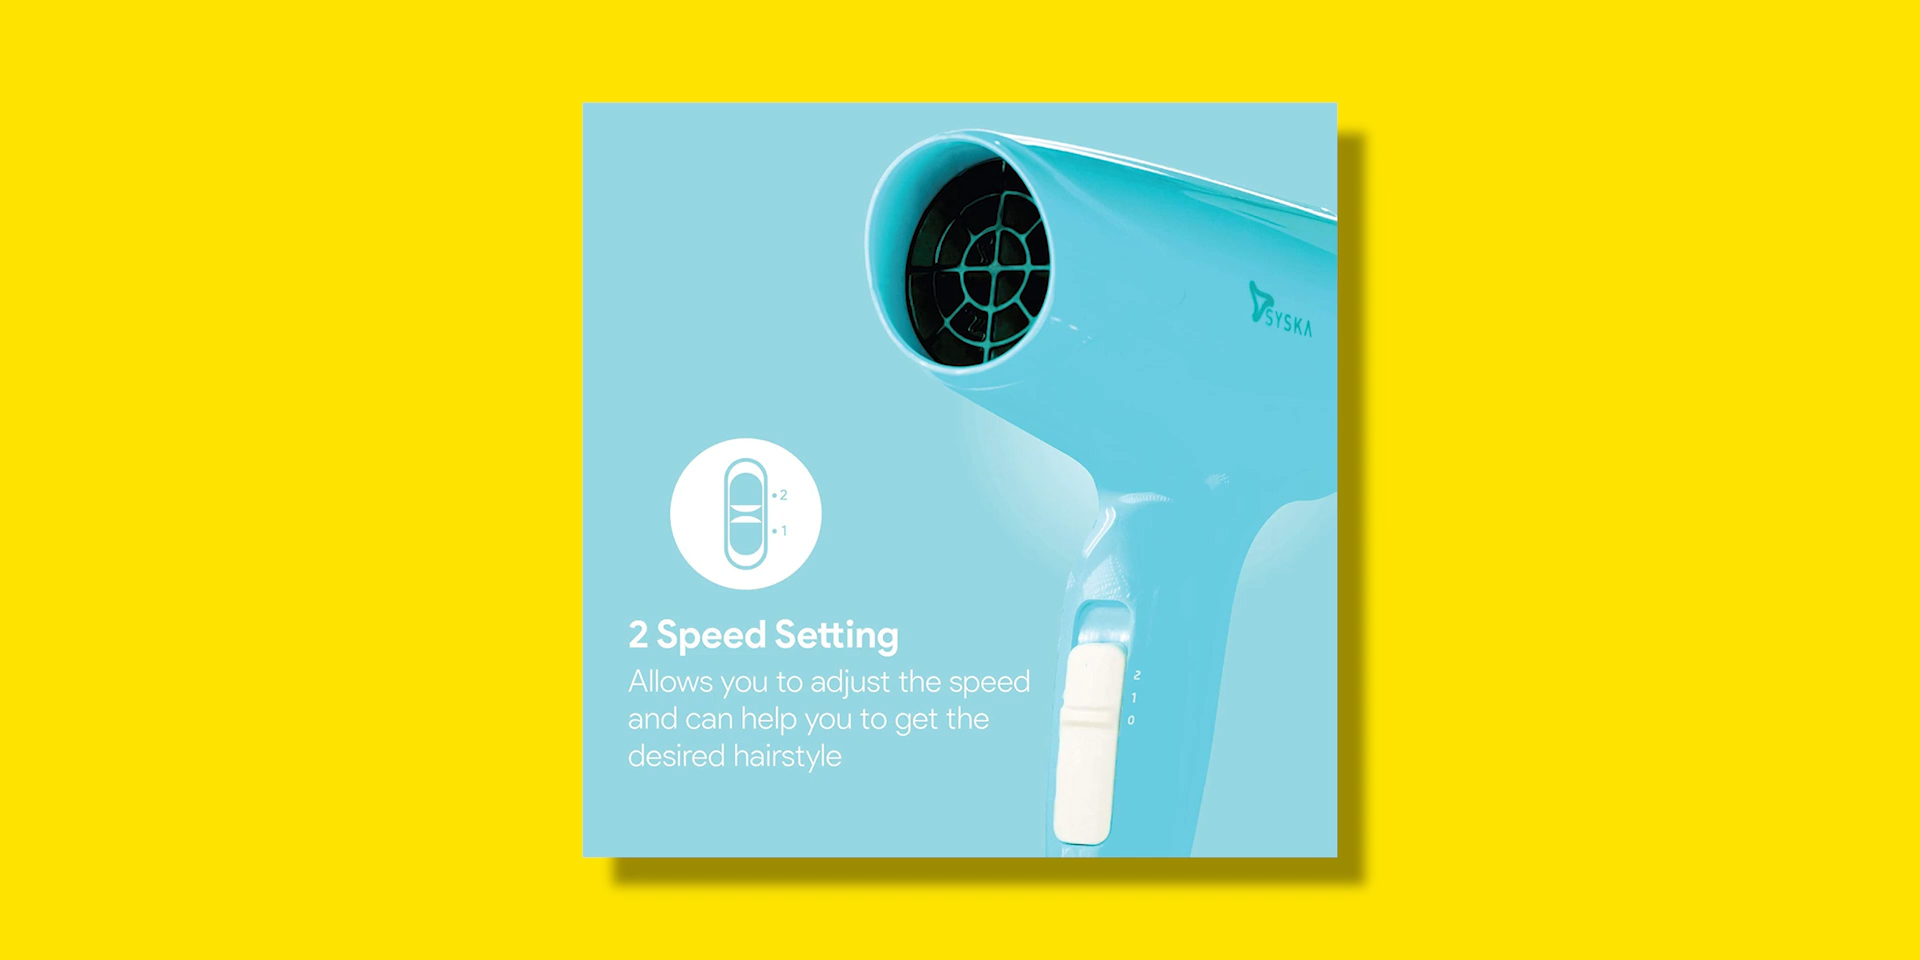 SYSKA
2
1
2 Speed Setting
Allows you to adjust the speed
and can help you to get the
desired hairstyle
2
1
0